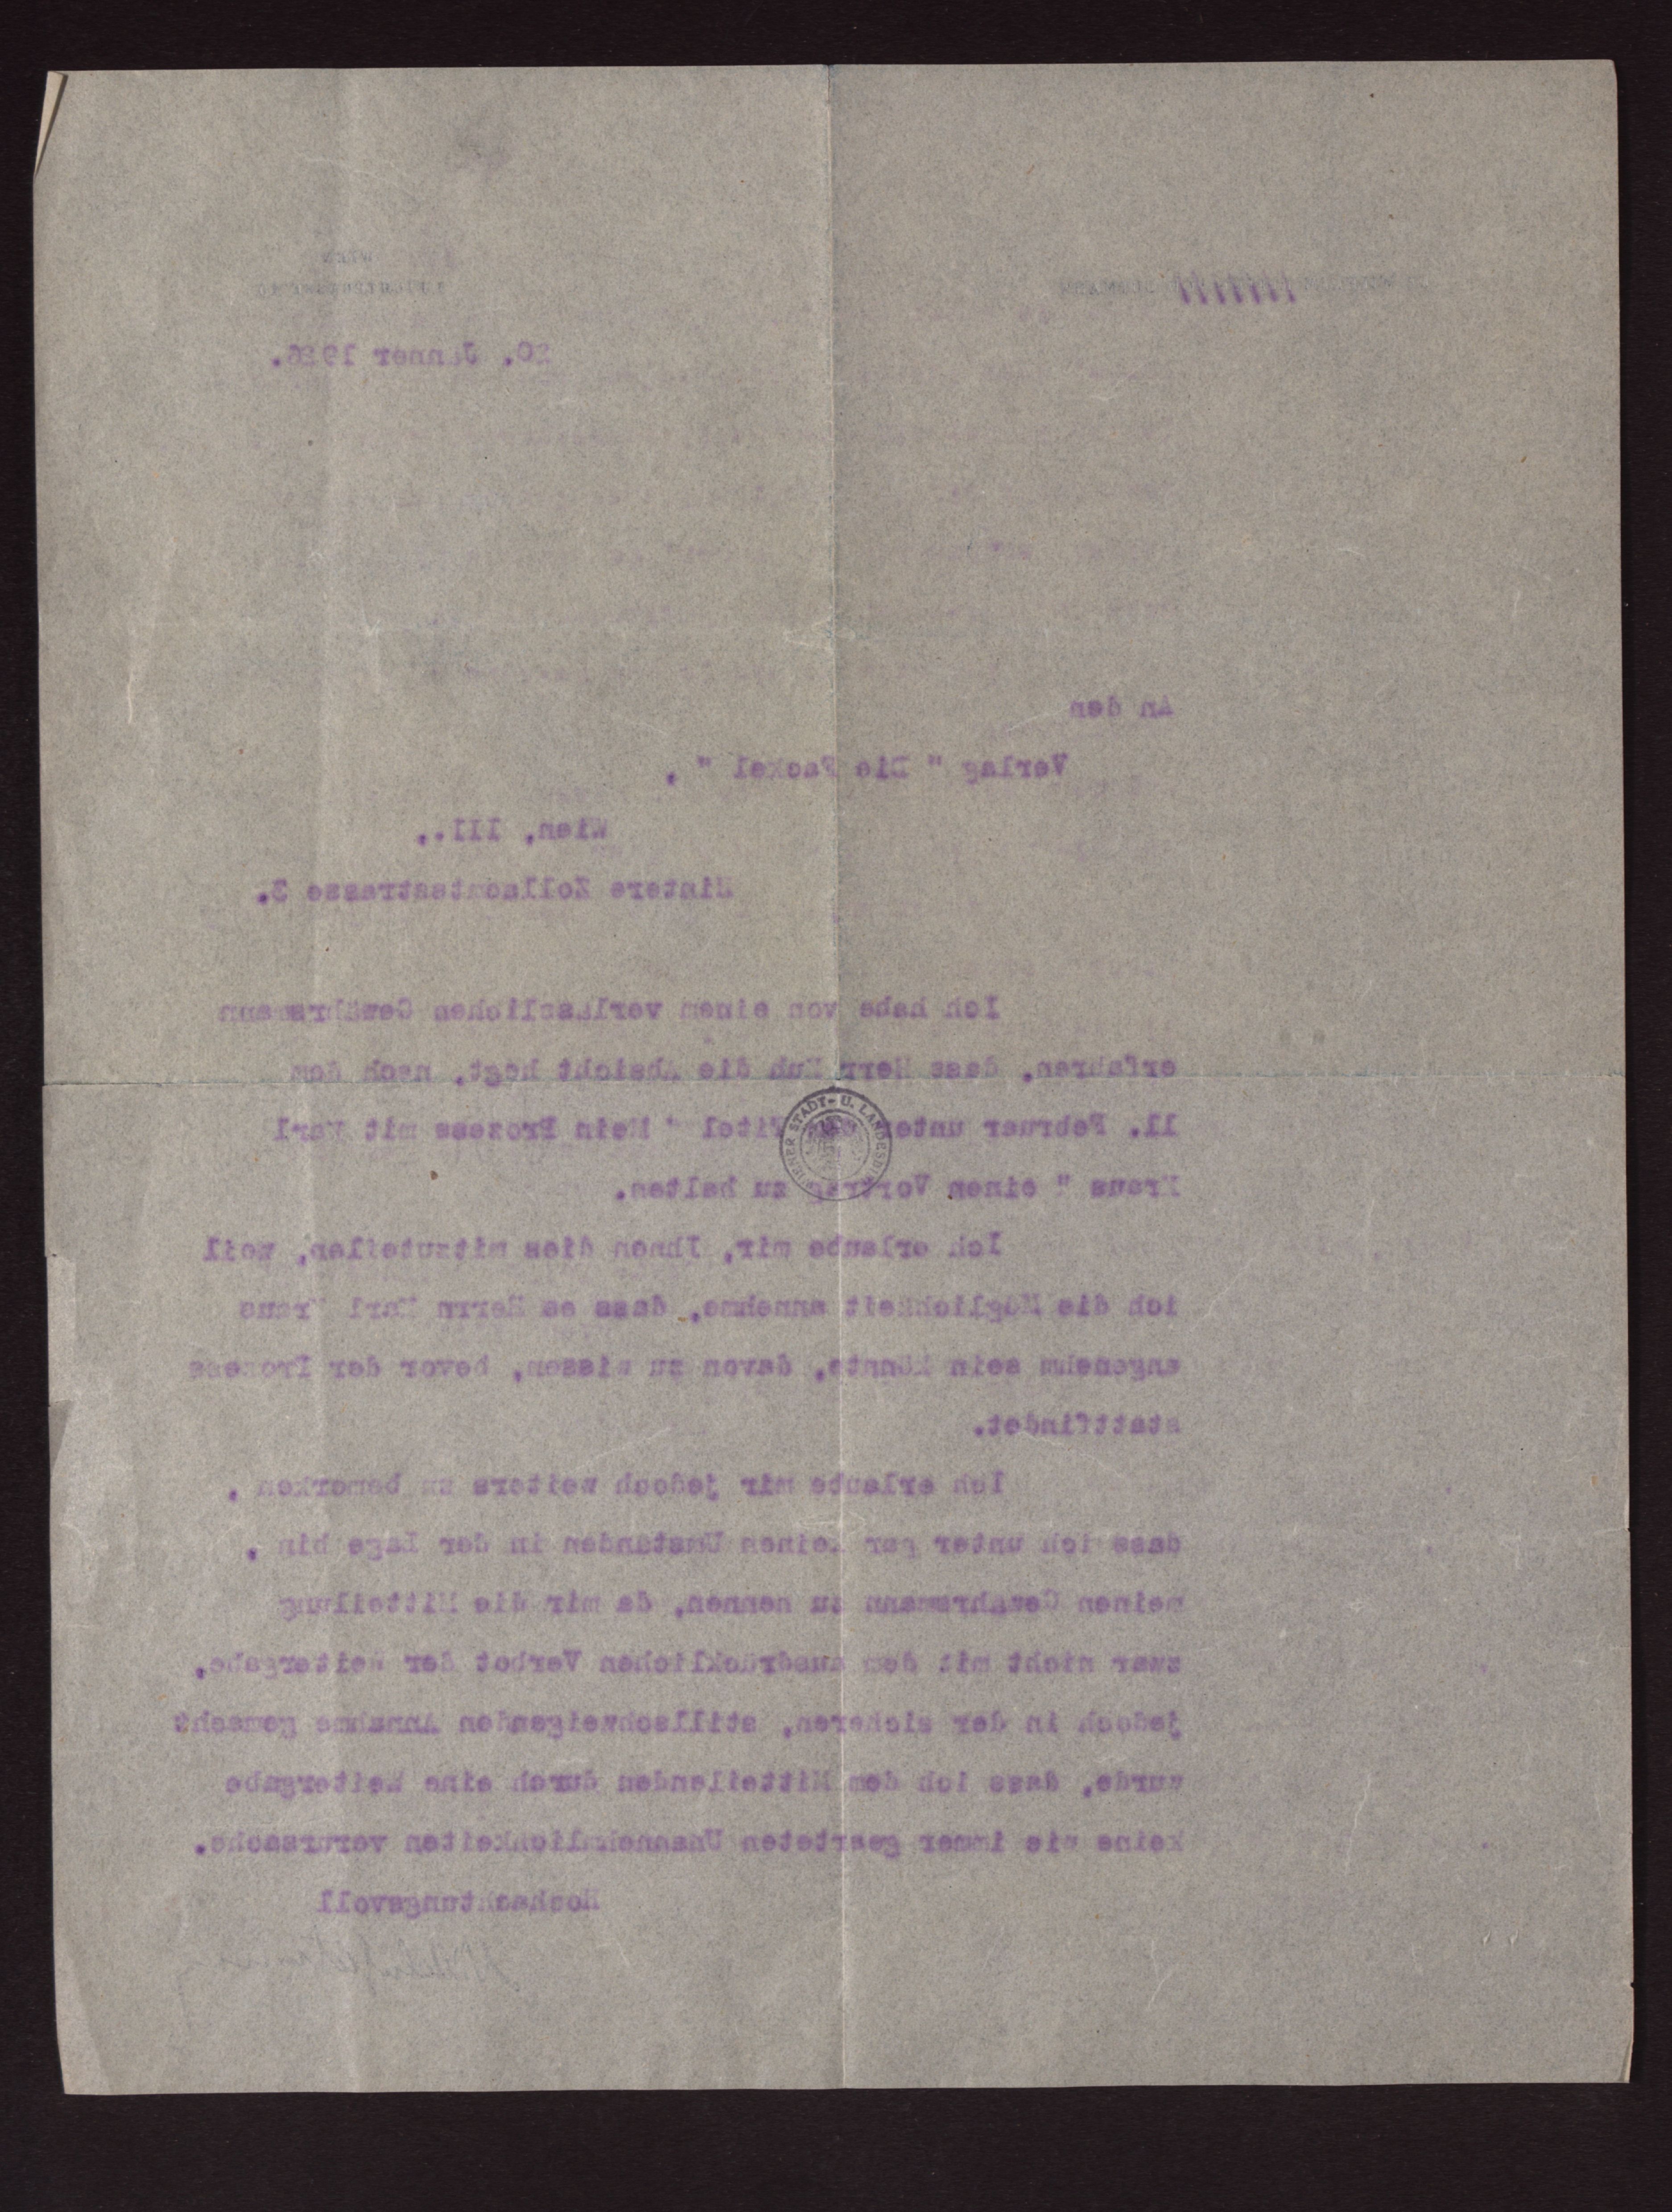 WIEN
20. Jänner 1926.
An den
Verlag " Die Fackel " ,
Wien, III.,
Hintere Zollamtsstrasse 3.
Ich habe von einem verlässlichen Gewährsmann
erfahren, dass Herr Kuh die Absicht hegt, nach dem
11. Februar unter dem Titel " Mein Prozess mit Karl
Kraus " einen Vortrag zu halten.
Ich erlaube mir, Ihnen dies mitzuteilen, weil
ich die Möglichkeit annehme, dass es Herrn Karl Kraus
angenehm sein könnte, davon zu wissen, bevor der Prozess
stattfindet.
Ich erlaube mir jedoch weiters zu bemerken ,
dass ich unter gar keinen Umständen in der Lage bin ,
meinen Gewährsmann zu nennen, da mir die Mitteilung
zwar nicht mit dem ausdrücklichen Verbot der Weitergabe,
jedoch in der sicheren, stillschweigenden Annahme gemacht
wurde, dass ich dem Mitteilenden durch eine Weitergabe
keine wie immer gearteten Unannehmlichkeiten verursache.
Hochachtungsvoll
WIENER STADT- U. LANDESBI